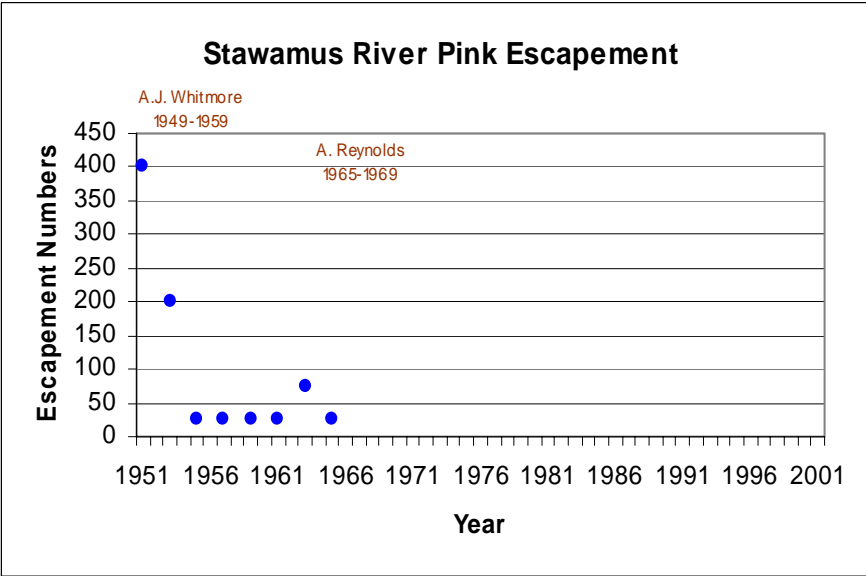 Stawamus River Pink Escapement
A.J. Whitmore
1949-1959
A. Reynolds
1965-1969
Escapement Numbers
450
400
350
300
250
200
150
100
50
0
1951 1956 1961 1966 1971 1976 1981 1986 1991 1996 2001
Year